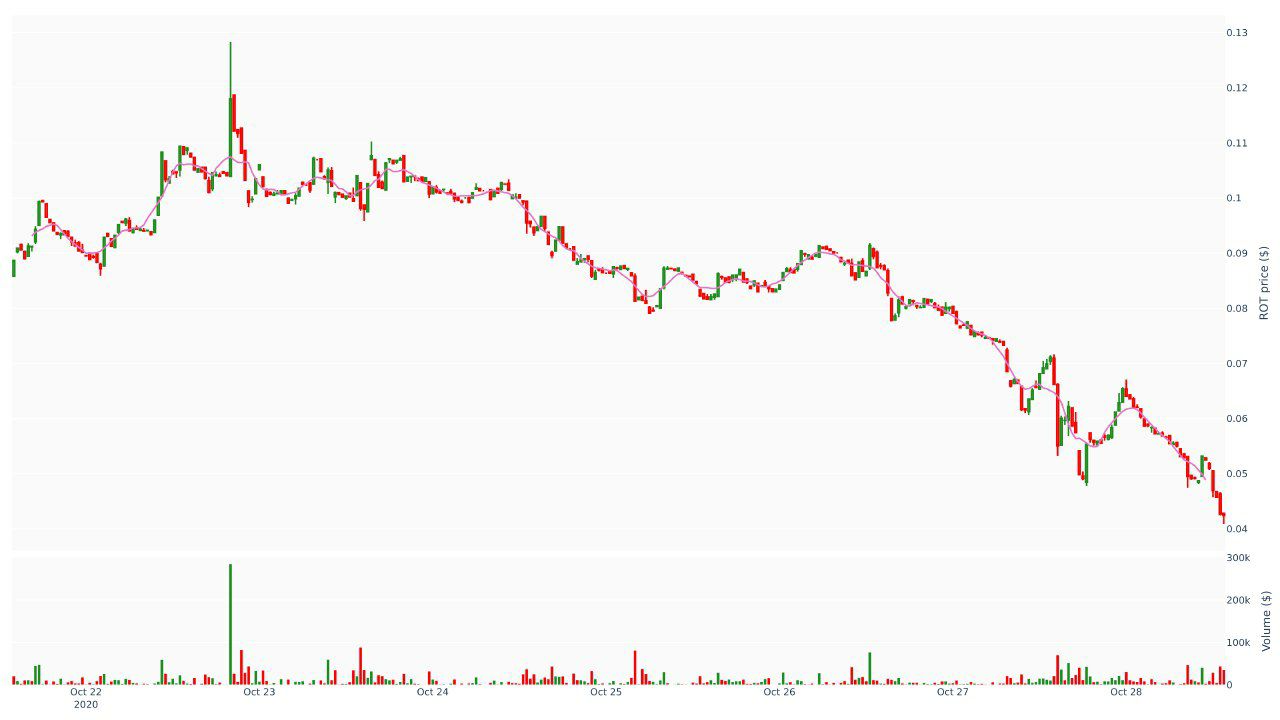 0.13
0.12
0.11
0.1
0.09
0.08
0.07
0.06
0.05
0.04
ROT price ($)
300k
200k
100k
0
Volume ($)
Oct 22
2020
Oct 23
Oct 24
Oct 25
Oct 26
Oct 27
Oct 28